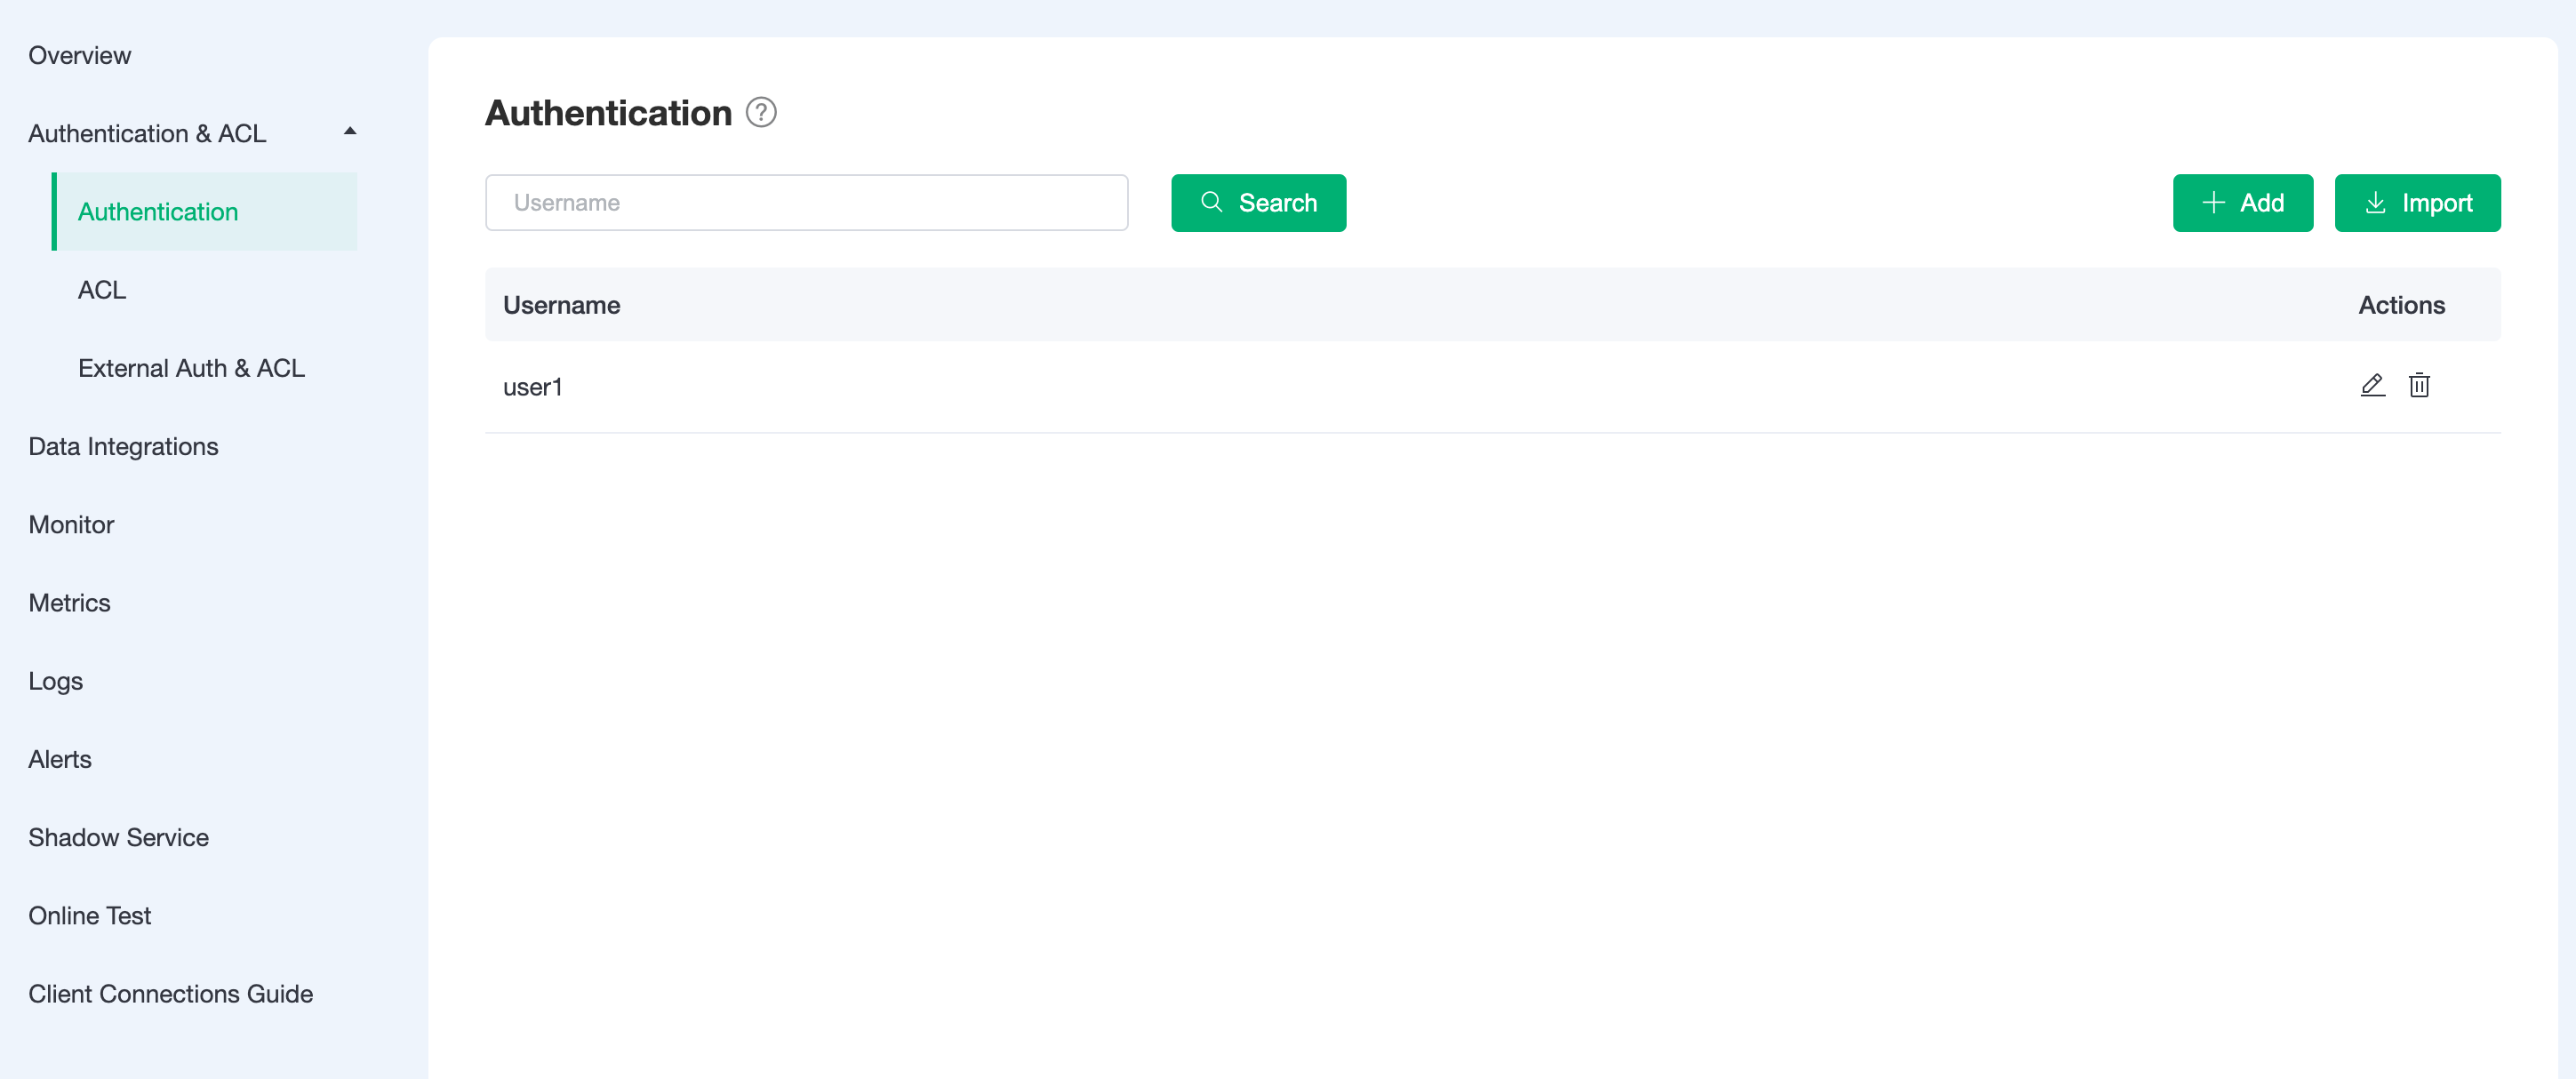 Overview
Authentication & ACL
Authentication
ACL
External Auth & ACL
Data Integrations
Monitor
Metrics
Logs
Alerts
Shadow Service
Online Test
Client Connections Guide
Authentication ?
Username
Search
Add
Import
Username Actions
user1